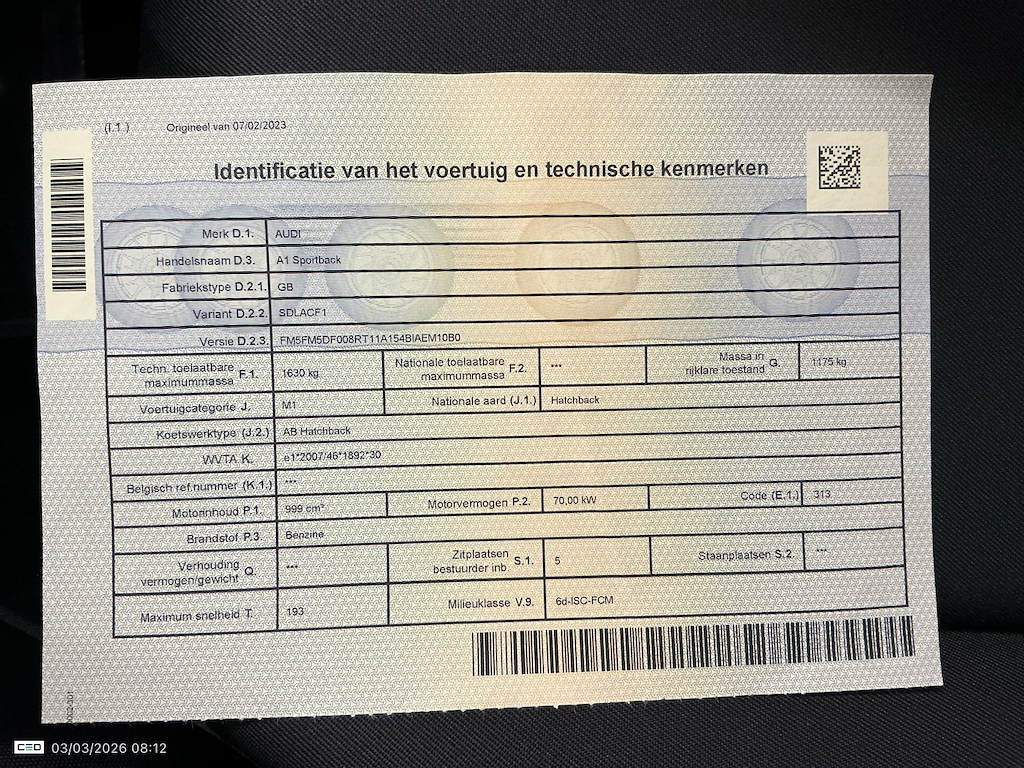 (I.1.) Origineel van 07/02/2023
Identificatie van het voertuig en technische kenmerken
Merk D.1. AUDI
Handelsnaam D.3. A1 Sportback
Fabriekstype D.2.1. GB
Variant D.2.2. SDLACF1
Versie D.2.3. FM5FM5DF008RT11A154BIAEM10B0
Techn. toelaatbare maximummassa F.1. 1630 kg Nationale toelaatbare maximummassa F.2. *** Massa in rijklare toestand G. 1175 kg
Voertuigcategorie J. M1 Nationale aard (J.1.) Hatchback
Koetswerktype (J.2.) AB Hatchback
WVTA K. e1*2007/46*1892*30
Belgisch ref.nummer (K.1.) ***
Motorinhoud P.1. 999 cm³ Motorvermogen P.2. 70,00 kW Code (E.1.) 313
Brandstof P.3. Benzine
Verhouding vermogen/gewicht Q. *** Zitplaatsen bestuurder inb. S.1. 5 Staanplaatsen S.2. ***
Maximum snelheid T. 193 Milieuklasse V.9. 6d-ISC-FCM
CEO 03/03/2026 08:12